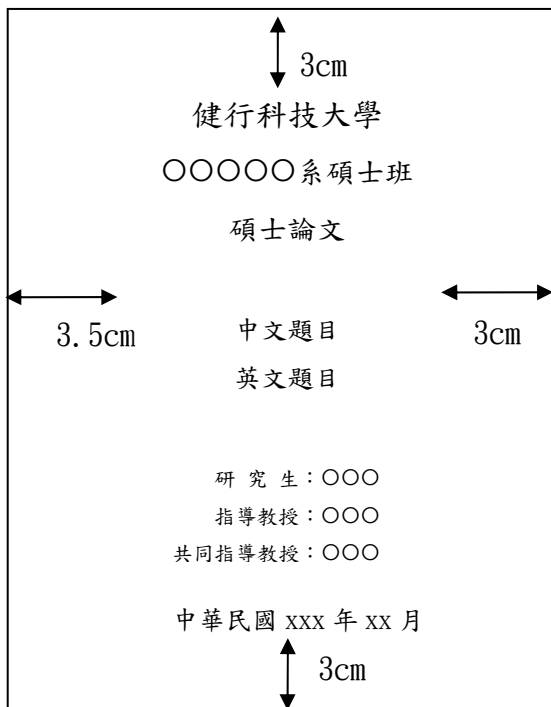 3cm
健行科技大學
○○○○○系碩士班
碩士論文
3.5cm
中文題目
3cm
英文題目
研 究 生：○○○
指導教授：○○○
共同指導教授：○○○
中華民國 xxx 年 xx 月
3cm